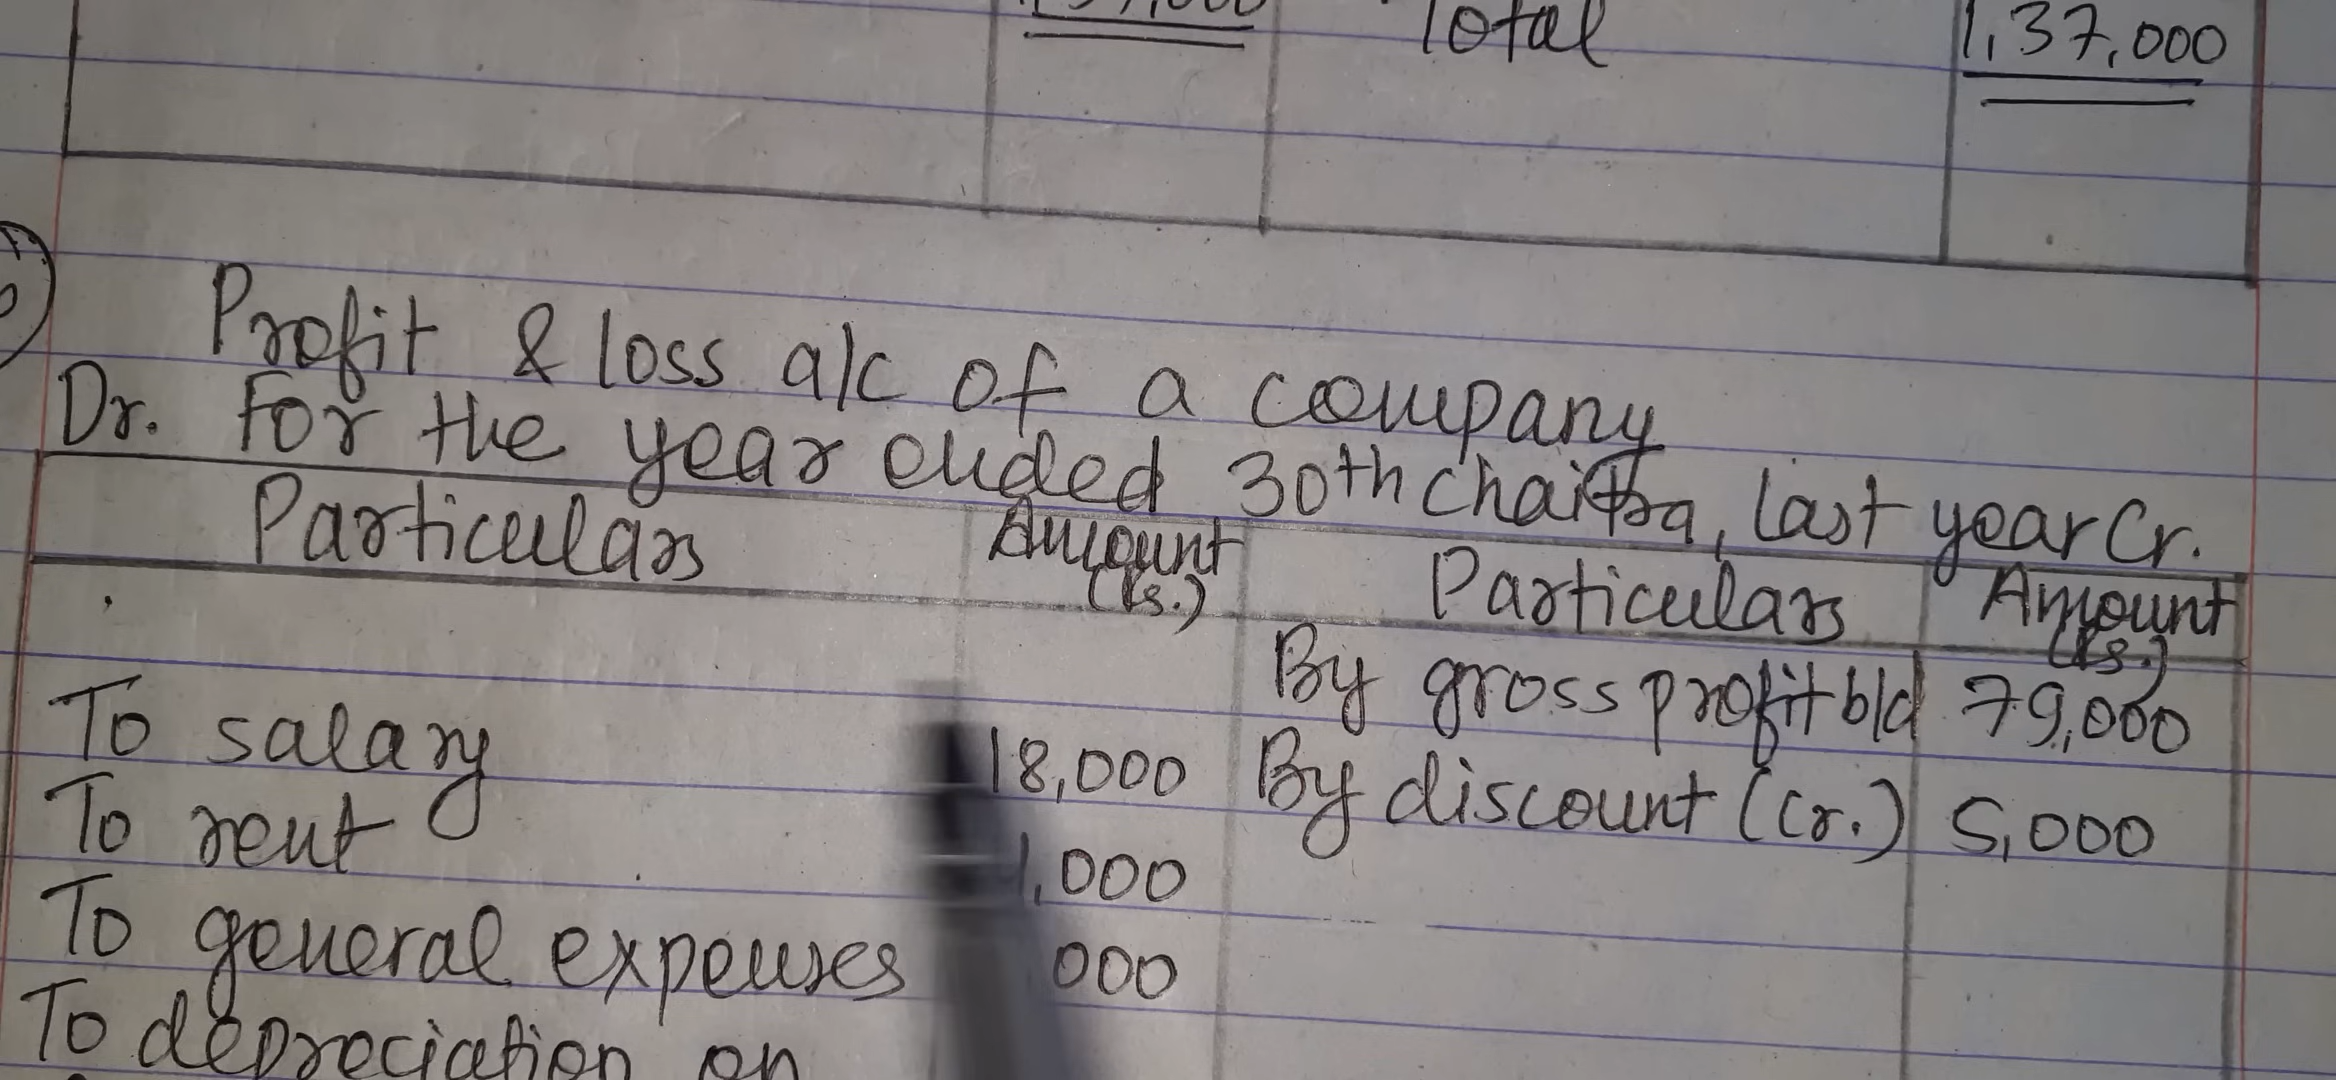 Total 1,37,000
Profit & loss a/c of a company
Dr. For the year ended 30th chaitra, last year Cr.
Particulars Amount (Rs.) Particulars Amount (Rs.)
By gross profit b/d 79,000
To salary 18,000 By discount (Cr.) 5,000
To rent
To general expenses
To depreciation on